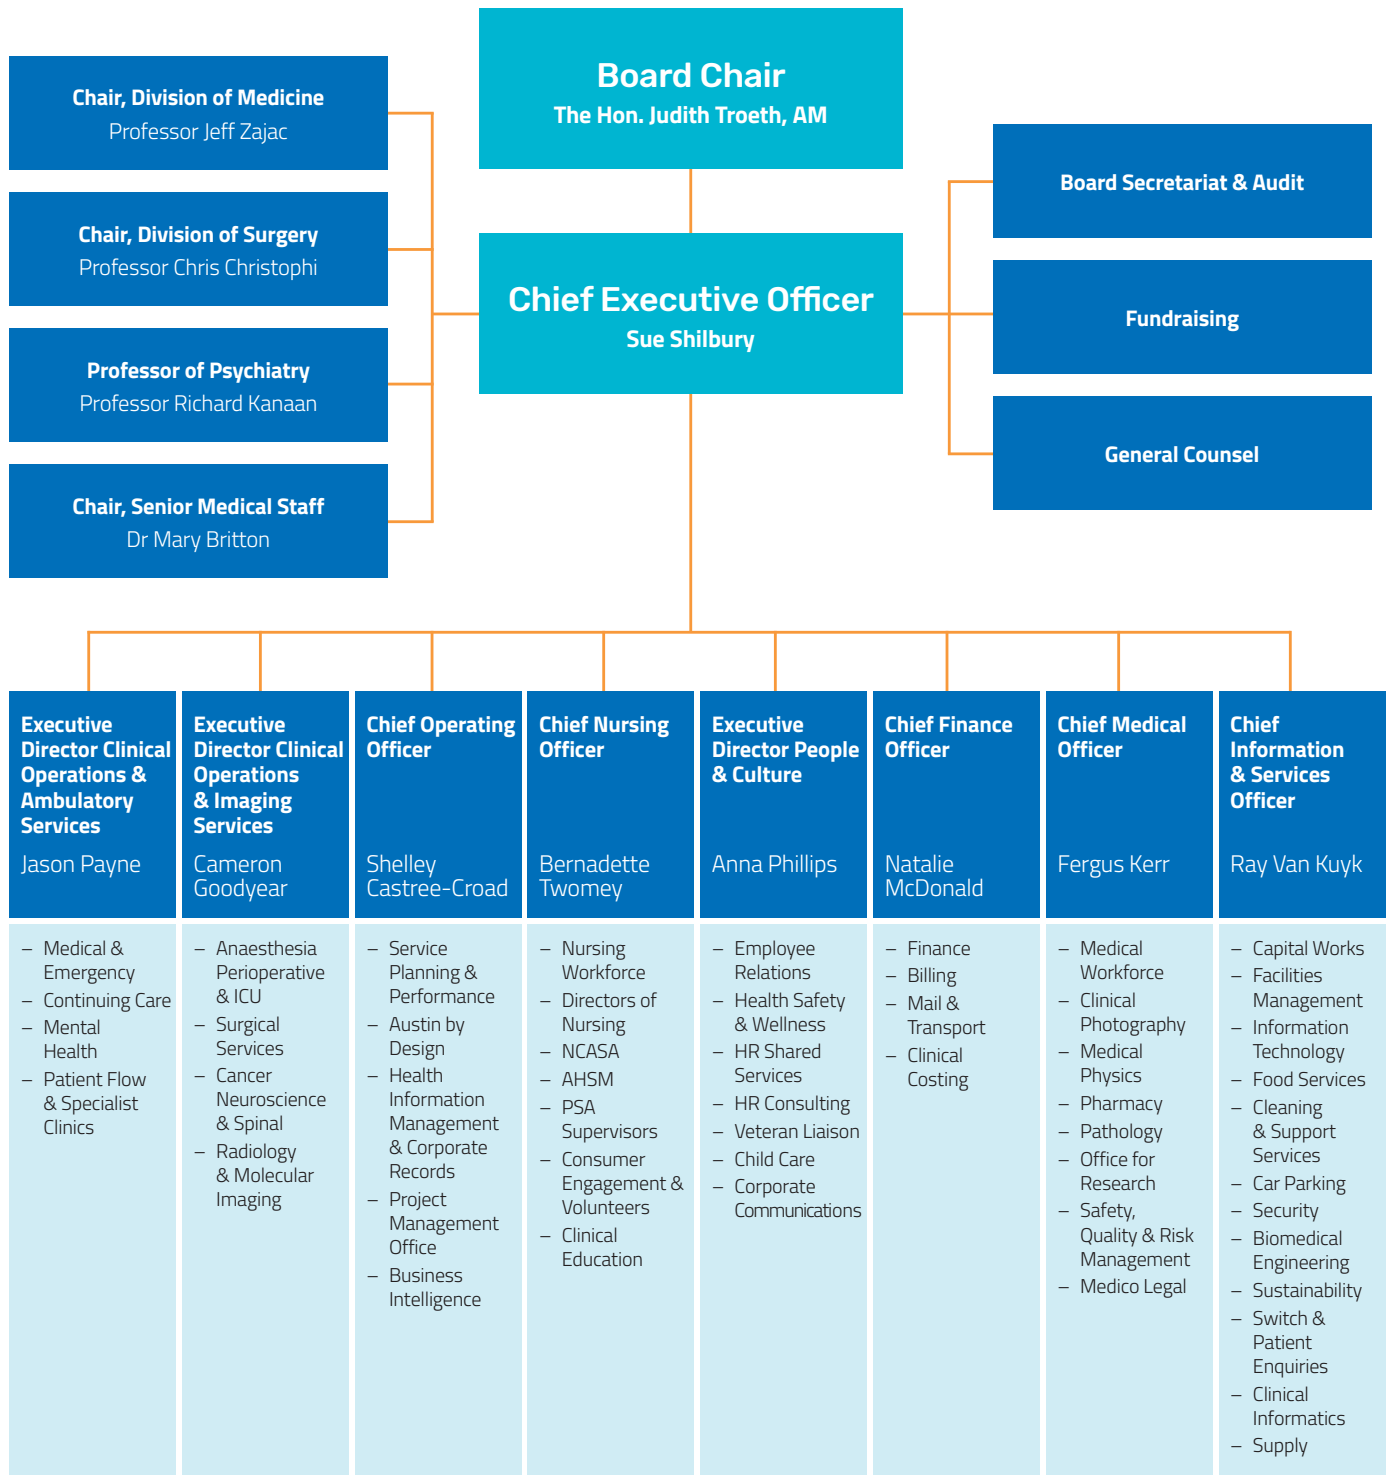 Board Chair
The Hon. Judith Troeth, AM
Chair, Division of Medicine
Professor Jeff Zajac
Chair, Division of Surgery
Professor Chris Christophi
Professor of Psychiatry
Professor Richard Kanaan
Chair, Senior Medical Staff
Dr Mary Britton
Chief Executive Officer
Sue Shilbury
Board Secretariat & Audit
Fundraising
General Counsel
Executive
Director Clinical
Operations &
Ambulatory
Services
Jason Payne
– Medical &
Emergency
– Continuing Care
– Mental
Health
– Patient Flow
& Specialist
Clinics
Executive
Director Clinical
Operations
& Imaging
Services
Cameron
Goodyear
– Anaesthesia
Perioperative
& ICU
– Surgical
Services
– Cancer
Neuroscience
& Spinal
– Radiology
& Molecular
Imaging
Chief Operating
Officer
Shelley
Castree-Croad
– Service
Planning &
Performance
– Austin by
Design
– Health
Information
Management
& Corporate
Records
– Project
Management
Office
– Business
Intelligence
Chief Nursing
Officer
Bernadette
Twomey
– Nursing
Workforce
– Directors of
Nursing
– NCASA
– AHSM
– PSA
Supervisors
– Consumer
Engagement &
Volunteers
– Clinical
Education
Executive
Director People
& Culture
Anna Phillips
– Employee
Relations
– Health Safety
& Wellness
– HR Shared
Services
– HR Consulting
– Veteran Liaison
– Child Care
– Corporate
Communications
Chief Finance
Officer
Natalie
McDonald
– Finance
– Billing
– Mail &
Transport
– Clinical
Costing
Chief Medical
Officer
Fergus Kerr
– Medical
Workforce
– Clinical
Photography
– Medical
Physics
– Pharmacy
– Pathology
– Office for
Research
– Safety,
Quality & Risk
Management
– Medico Legal
Chief
Information
& Services
Officer
Ray Van Kuyk
– Capital Works
– Facilities
Management
– Information
Technology
– Food Services
– Cleaning
& Support
Services
– Car Parking
– Security
– Biomedical
Engineering
– Sustainability
– Switch &
Patient
Enquiries
– Clinical
Informatics
– Supply